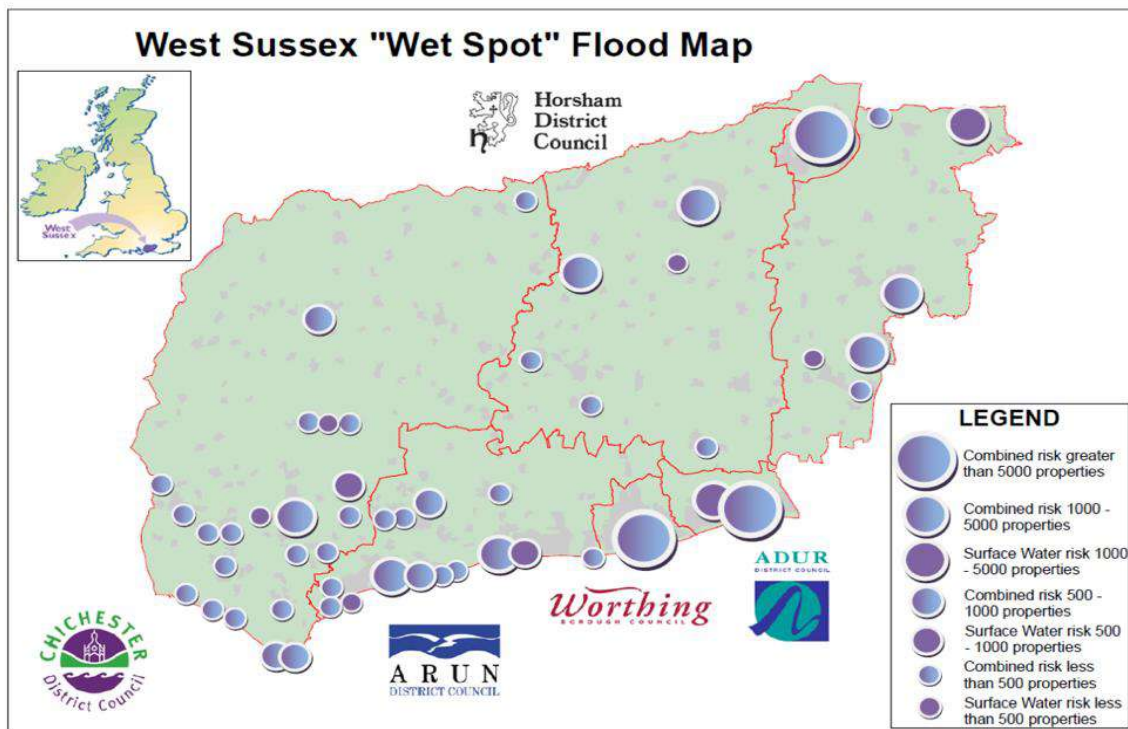 West Sussex "Wet Spot" Flood Map
West
Sussex
Horsham
District
Council
LEGEND
Combined risk greater
than 5000 properties
Combined risk 1000 -
5000 properties
Surface Water risk 1000
- 5000 properties
Combined risk 500 -
1000 properties
Surface Water risk 500
- 1000 properties
Combined risk less
than 500 properties
Surface Water risk less
than 500 properties
ADUR
DISTRICT COUNCIL
Worthing
BOROUGH COUNCIL
ARUN
DISTRICT COUNCIL
CHICHESTER
District Council